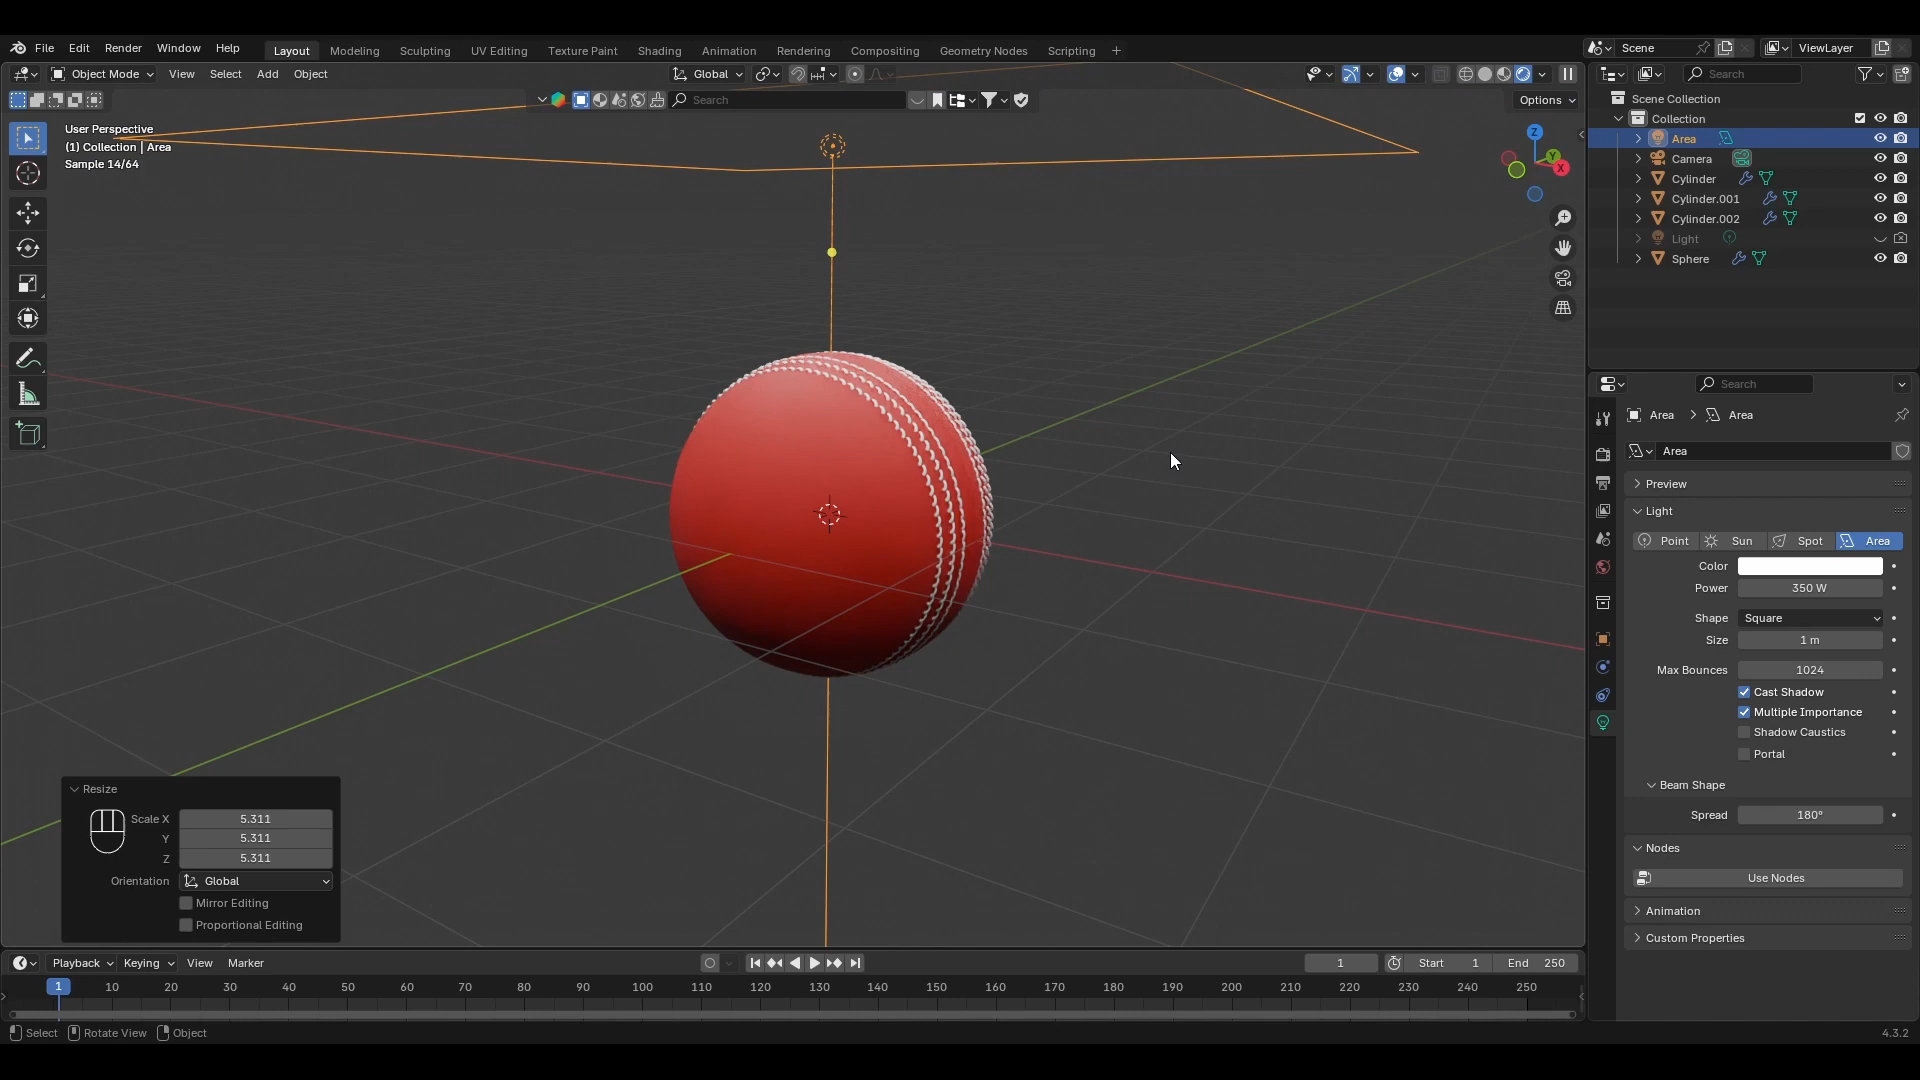 File Edit Render Window Help Layout Modeling Sculpting UV Editing Texture Paint Shading Animation Rendering Compositing Geometry Nodes Scripting + Scene ViewLayer
Object Mode View Select Add Object Global Search
Search Options
User Perspective
(1) Collection | Area
Sample 14/64
Z
Y
X
Scene Collection
Collection
Area
Camera
Cylinder
Cylinder.001
Cylinder.002
Light
Sphere
Search
Area > Area
Area
Preview
Light
Point Sun Spot Area
Color
Power 350 W
Shape Square
Size 1 m
Max Bounces 1024
Cast Shadow
Multiple Importance
Shadow Caustics
Portal
Beam Shape
Spread 180°
Nodes
Use Nodes
Animation
Custom Properties
Resize
Scale X 5.311
Y 5.311
Z 5.311
Orientation Global
Mirror Editing
Proportional Editing
Playback Keying View Marker 1 Start 1 End 250
1 10 20 30 40 50 60 70 80 90 100 110 120 130 140 150 160 170 180 190 200 210 220 230 240 250
Select Rotate View Object 4.3.2